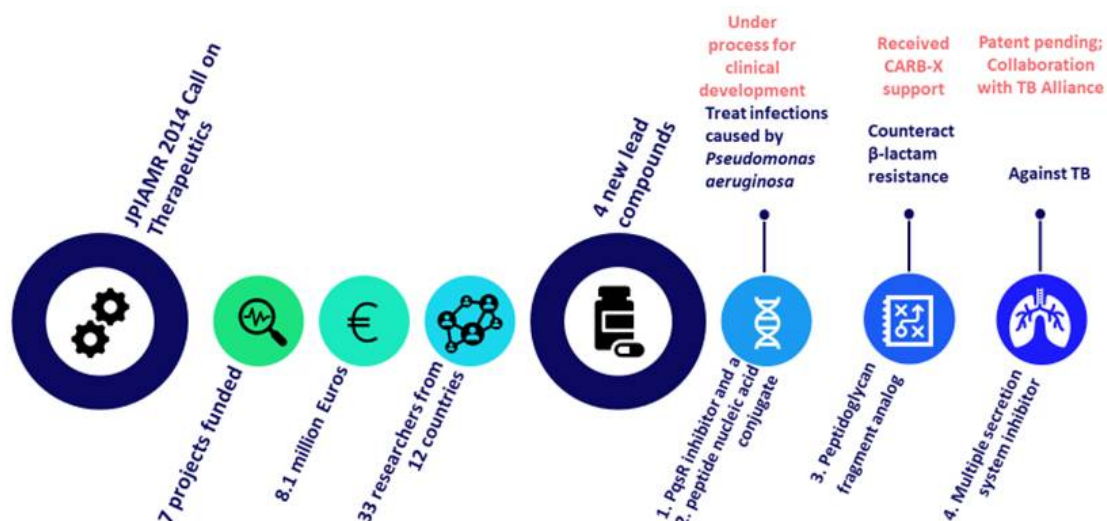 JPIAMR 2014 Call on
Therapeutics
7 projects funded
€
8.1 million Euros
33 researchers from
12 countries
4 new lead
compounds
Under
process for
clinical
development
Treat infections
caused by
Pseudomonas
aeruginosa
1. PqsR inhibitor and a
2. peptide nucleic acid
conjugate
Received
CARB-X
support
Counteract
β-lactam
resistance
3. Peptidoglycan
fragment analog
Patent pending;
Collaboration
with TB Alliance
Against TB
4. Multiple secretion
system inhibitor